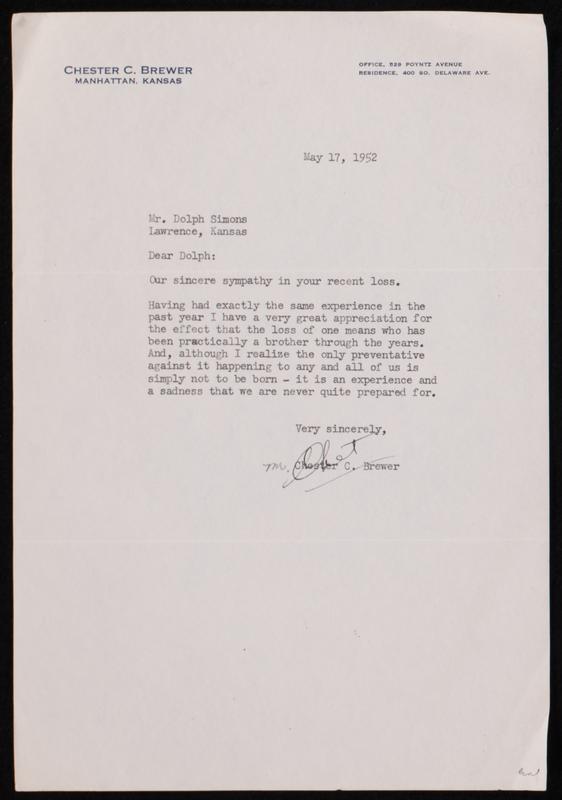 CHESTER C. BREWER
MANHATTAN, KANSAS
OFFICE, 529 POYNTZ AVENUE
RESIDENCE, 400 SO. DELAWARE AVE.
May 17, 1952
Mr. Dolph Simons
Lawrence, Kansas
Dear Dolph:
Our sincere sympathy in your recent loss.
Having had exactly the same experience in the
past year I have a very great appreciation for
the effect that the loss of one means who has
been practically a brother through the years.
And, although I realize the only preventative
against it happening to any and all of us is
simply not to be born - it is an experience and
a sadness that we are never quite prepared for.
Very sincerely,
Chet
m. Chester C. Brewer